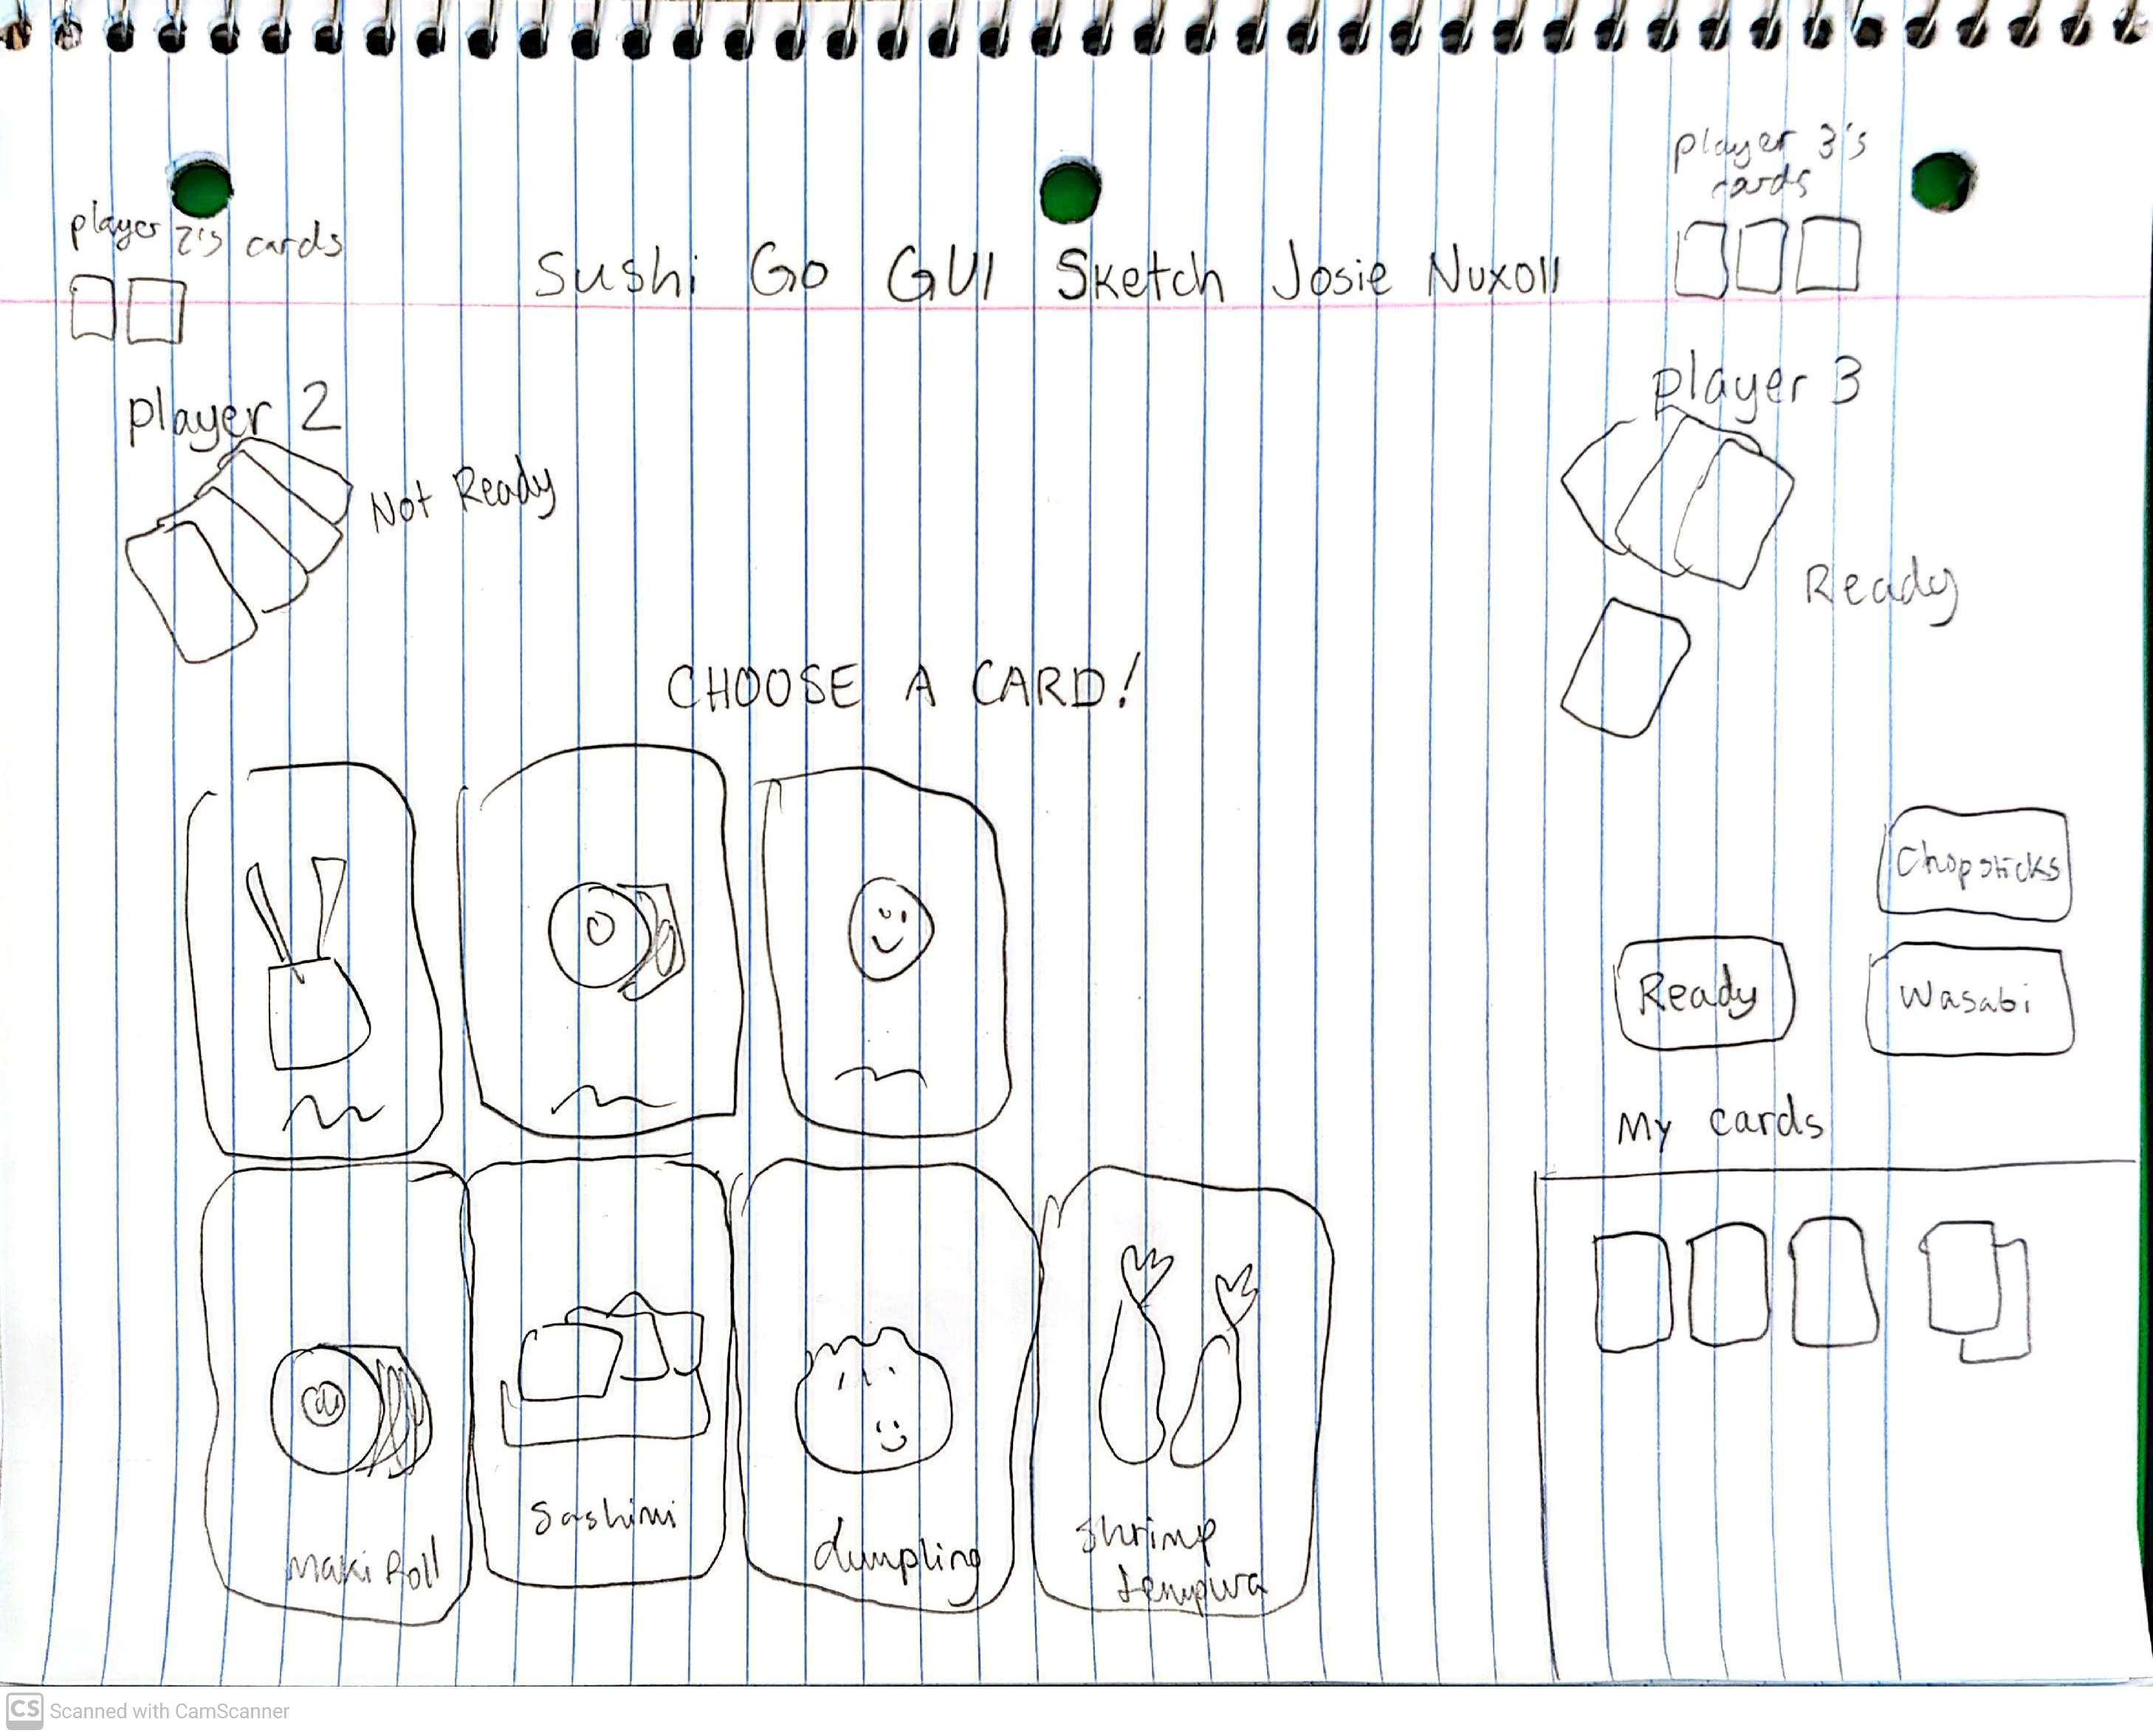 player 3's
cards
player 2's cards
Sushi Go GUI Sketch Josie Nuxoll
player 3
player 2
Not Ready
Ready
CHOOSE A CARD!
Chopsticks
Ready
Wasabi
My cards
Maki Roll
Sashimi
dumpling
shrimp
tempura
CS Scanned with CamScanner